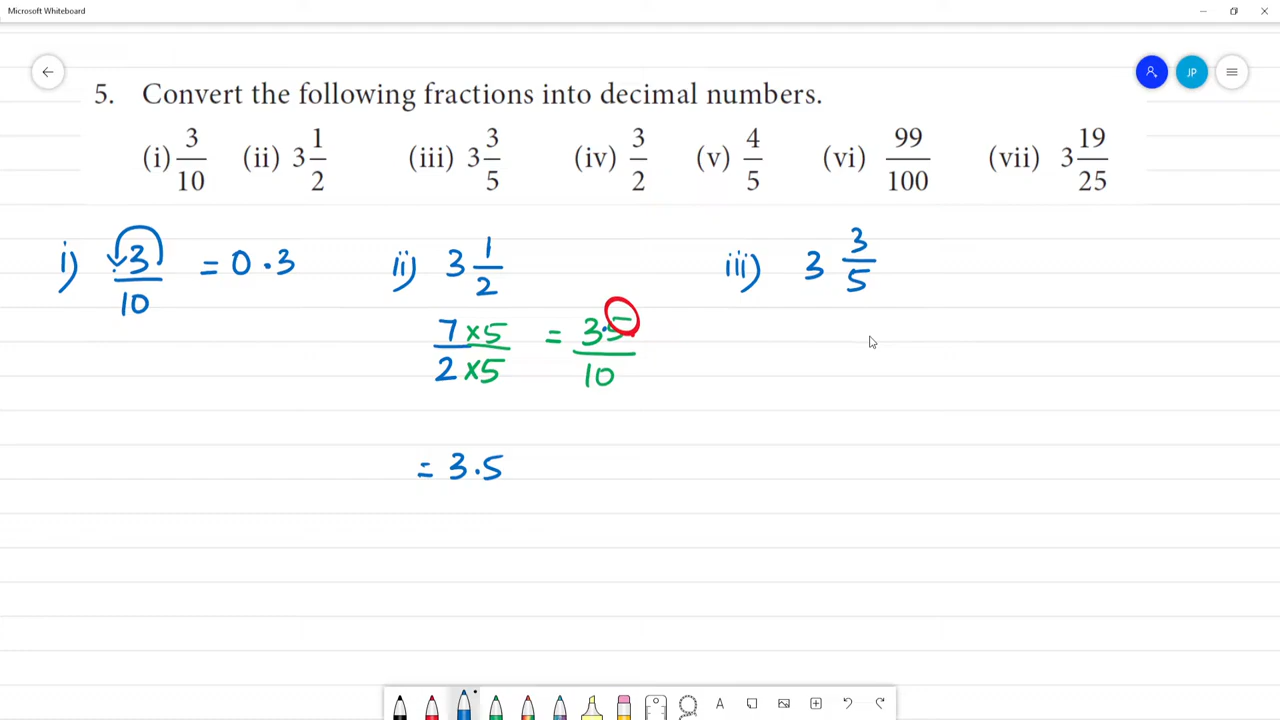 Microsoft Whiteboard
JP
5. Convert the following fractions into decimal numbers.
(i) 3/10 (ii) 3 1/2 (iii) 3 3/5 (iv) 3/2 (v) 4/5 (vi) 99/100 (vii) 3 19/25
i) .3/10 = 0.3 ii) 3 1/2 iii) 3 3/5
7×5/2×5 = 3.5/10
= 3.5
A